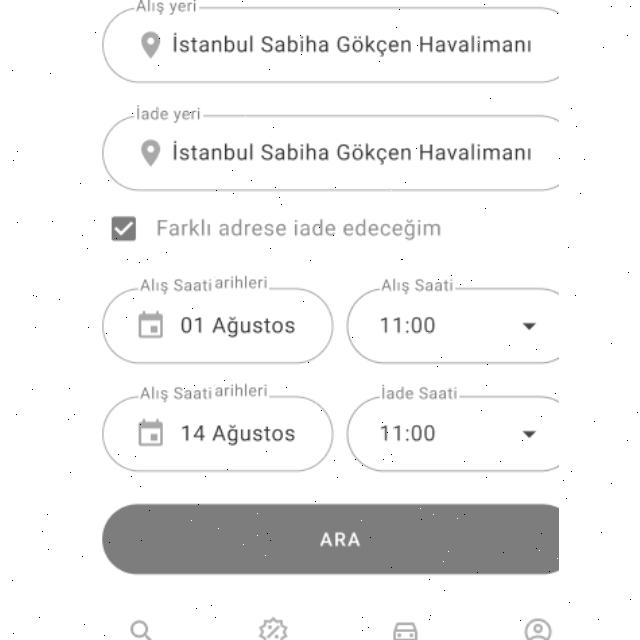 Alış yeri
İstanbul Sabiha Gökçen Havalimanı
İade yeri
İstanbul Sabiha Gökçen Havalimanı
Farklı adrese iade edeceğim
Alış Saati arihleri Alış Saati
01 Ağustos 11:00
Alış Saati arihleri İade Saati
14 Ağustos 11:00
ARA